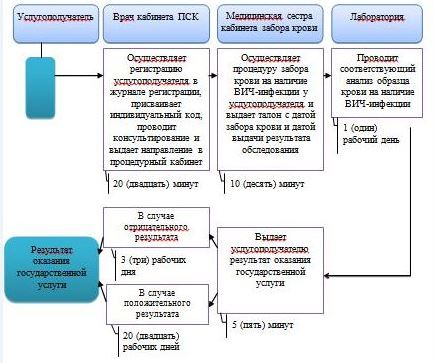 Услугополучатель
Врач кабинета ПСК
Медицинская сестра
кабинета забора крови
Лаборатория
Осуществляет
регистрацию
услугополучателя в
журнале регистрации,
присваивает
индивидуальный код,
проводит
консультирование и
выдает направление в
процедурный кабинет
20 (двадцать) минут
Осуществляет
процедуру забора
крови на наличие
ВИЧ-инфекции у
услугополучателя и
выдает талон с датой
забора крови и датой
выдачи результата
обследования
10 (десять) минут
Проводит
соответствующий
анализ образца
крови на наличие
ВИЧ-инфекции
1 (один)
рабочий день
В случае
отрицательного
результата
3 (три) рабочих
дня
Результат
оказания
государственной
услуги
Выдает
услугополучателю
результат оказания
государственной
услуги
5 (пять) минут
В случае
положительного
результата
20 (двадцать)
рабочих дней